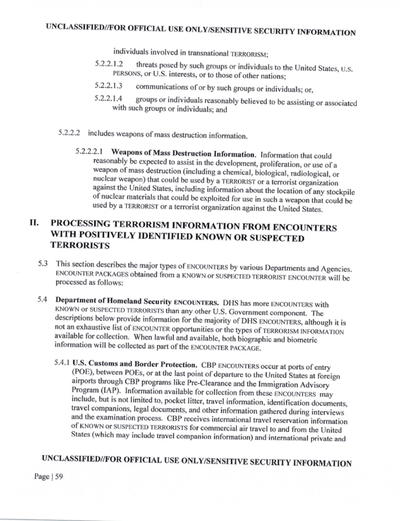 UNCLASSIFIED//FOR OFFICIAL USE ONLY/SENSITIVE SECURITY INFORMATION
individuals involved in transnational TERRORISM;
5.2.2.1.2 threats posed by such groups or individuals to the United States, U.S.
PERSONS, or U.S. interests, or to those of other nations;
5.2.2.1.3 communications of or by such groups or individuals; or,
5.2.2.1.4 groups or individuals reasonably believed to be assisting or associated
with such groups or individuals; and
5.2.2.2 includes weapons of mass destruction information.
5.2.2.2.1 Weapons of Mass Destruction Information. Information that could
reasonably be expected to assist in the development, proliferation, or use of a
weapon of mass destruction (including a chemical, biological, radiological, or
nuclear weapon) that could be used by a TERRORIST or a terrorist organization
against the United States, including information about the location of any stockpile
of nuclear materials that could be exploited for use in such a weapon that could be
used by a TERRORIST or a terrorist organization against the United States.
II. PROCESSING TERRORISM INFORMATION FROM ENCOUNTERS
WITH POSITIVELY IDENTIFIED KNOWN OR SUSPECTED
TERRORISTS
5.3 This section describes the major types of ENCOUNTERS by various Departments and Agencies.
ENCOUNTER PACKAGES obtained from a KNOWN or SUSPECTED TERRORIST ENCOUNTER will be
processed as follows:
5.4 Department of Homeland Security ENCOUNTERS. DHS has more ENCOUNTERS with
KNOWN or SUSPECTED TERRORISTS than any other U.S. Government component. The
descriptions below provide information for the majority of DHS ENCOUNTERS, although it is
not an exhaustive list of ENCOUNTER opportunities or the types of TERRORISM INFORMATION
available for collection. When lawful and available, both biographic and biometric
information will be collected as part of the ENCOUNTER PACKAGE.
5.4.1 U.S. Customs and Border Protection. CBP ENCOUNTERS occur at ports of entry
(POE), between POEs, or at the last point of departure to the United States at foreign
airports through CBP programs like Pre-Clearance and the Immigration Advisory
Program (IAP). Information available for collection from these ENCOUNTERS may
include, but is not limited to, pocket litter, travel information, identification documents,
travel companions, legal documents, and other information gathered during interviews
and the examination process. CBP receives international travel reservation information
of KNOWN or SUSPECTED TERRORISTS for commercial air travel to and from the United
States (which may include travel companion information) and international private and
UNCLASSIFIED//FOR OFFICIAL USE ONLY/SENSITIVE SECURITY INFORMATION
Page | 59